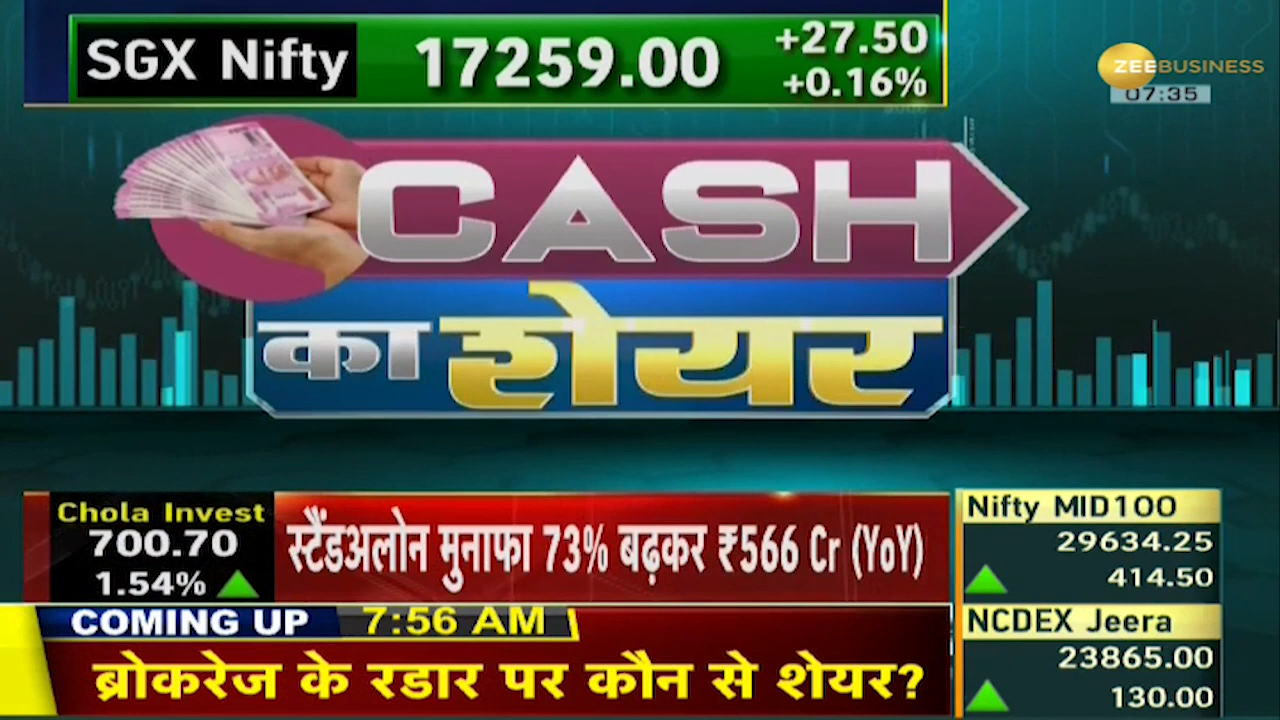 SGX Nifty 17259.00 +27.50
+0.16%
ZEEBUSINESS
07:35
CASH
का शेयर
Chola Invest
700.70
1.54%
स्टैंडअलोन मुनाफा 73% बढ़कर ₹566 Cr (YoY)
Nifty MID100
29634.25
414.50
COMING UP 7:56 AM
ब्रोकरेज के रडार पर कौन से शेयर?
NCDEX Jeera
23865.00
130.00